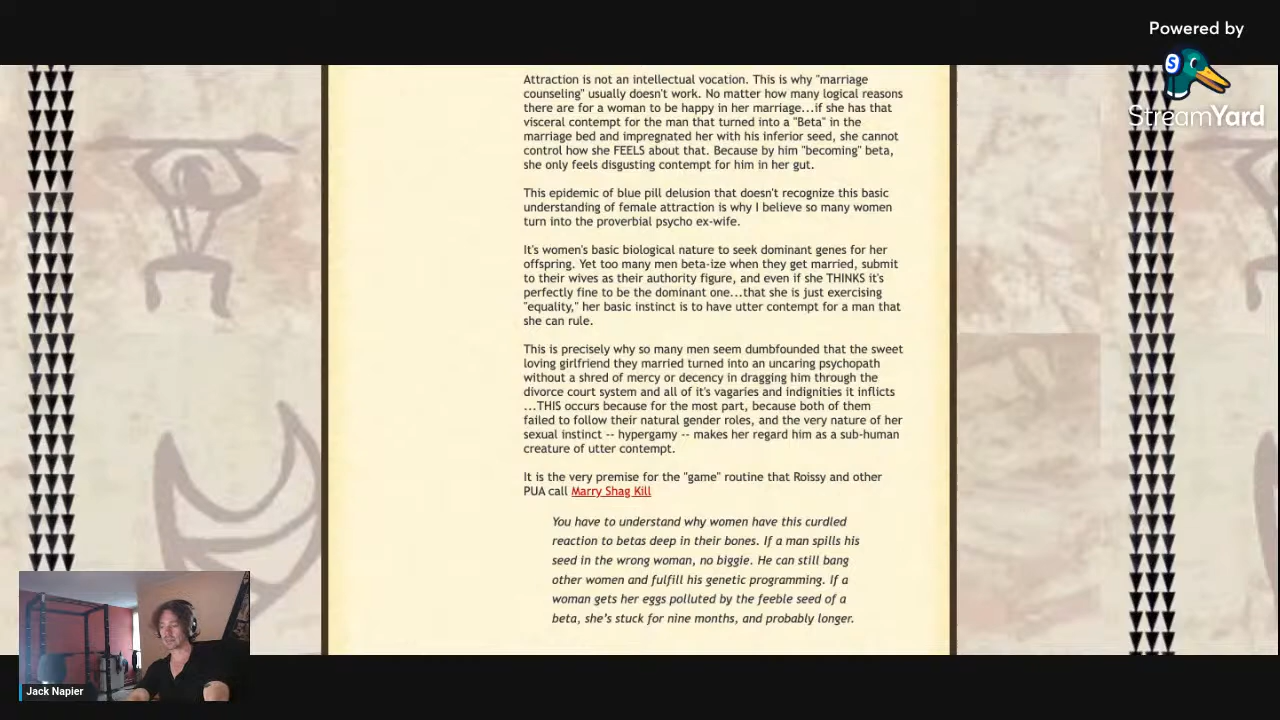 Powered by
StreamYard
Attraction is not an intellectual vocation. This is why "marriage
counseling" usually doesn't work. No matter how many logical reasons
there are for a woman to be happy in her marriage...if she has that
visceral contempt for the man that turned into a "Beta" in the
marriage bed and impregnated her with his inferior seed, she cannot
control how she FEELS about that. Because by him "becoming" beta,
she only feels disgusting contempt for him in her gut.
This epidemic of blue pill delusion that doesn't recognize this basic
understanding of female attraction is why I believe so many women
turn into the proverbial psycho ex-wife.
It's women's basic biological nature to seek dominant genes for her
offspring. Yet too many men beta-ize when they get married, submit
to their wives as their authority figure, and even if she THINKS it's
perfectly fine to be the dominant one...that she is just exercising
"equality," her basic instinct is to have utter contempt for a man that
she can rule.
This is precisely why so many men seem dumbfounded that the sweet
loving girlfriend they married turned into an uncaring psychopath
without a shred of mercy or decency in dragging him through the
divorce court system and all of it's vagaries and indignities it inflicts
...THIS occurs because for the most part, because both of them
failed to follow their natural gender roles, and the very nature of her
sexual instinct -- hypergamy -- makes her regard him as a sub-human
creature of utter contempt.
It is the very premise for the "game" routine that Roissy and other
PUA call Marry Shag Kill
You have to understand why women have this curdled
reaction to betas deep in their bones. If a man spills his
seed in the wrong woman, no biggie. He can still bang
other women and fulfill his genetic programming. If a
woman gets her eggs polluted by the feeble seed of a
beta, she's stuck for nine months, and probably longer.
Jack Napier